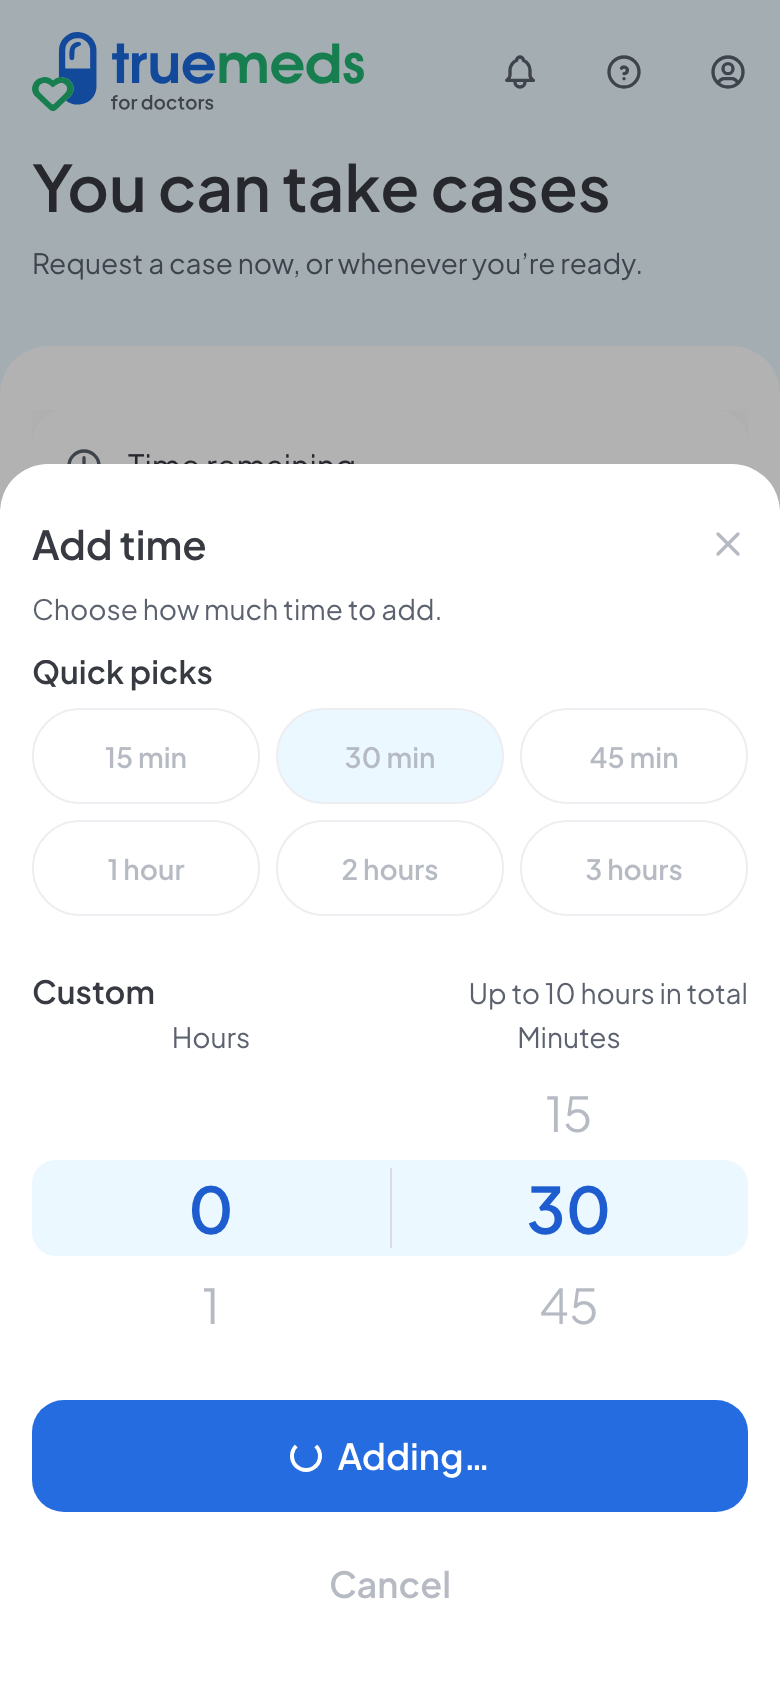 truemeds
for doctors
You can take cases
Request a case now, or whenever you’re ready.
Time remaining
Add time
Choose how much time to add.
Quick picks
15 min
30 min
45 min
1 hour
2 hours
3 hours
Custom
Up to 10 hours in total
Hours
Minutes
15
0
30
1
45
Adding...
Cancel